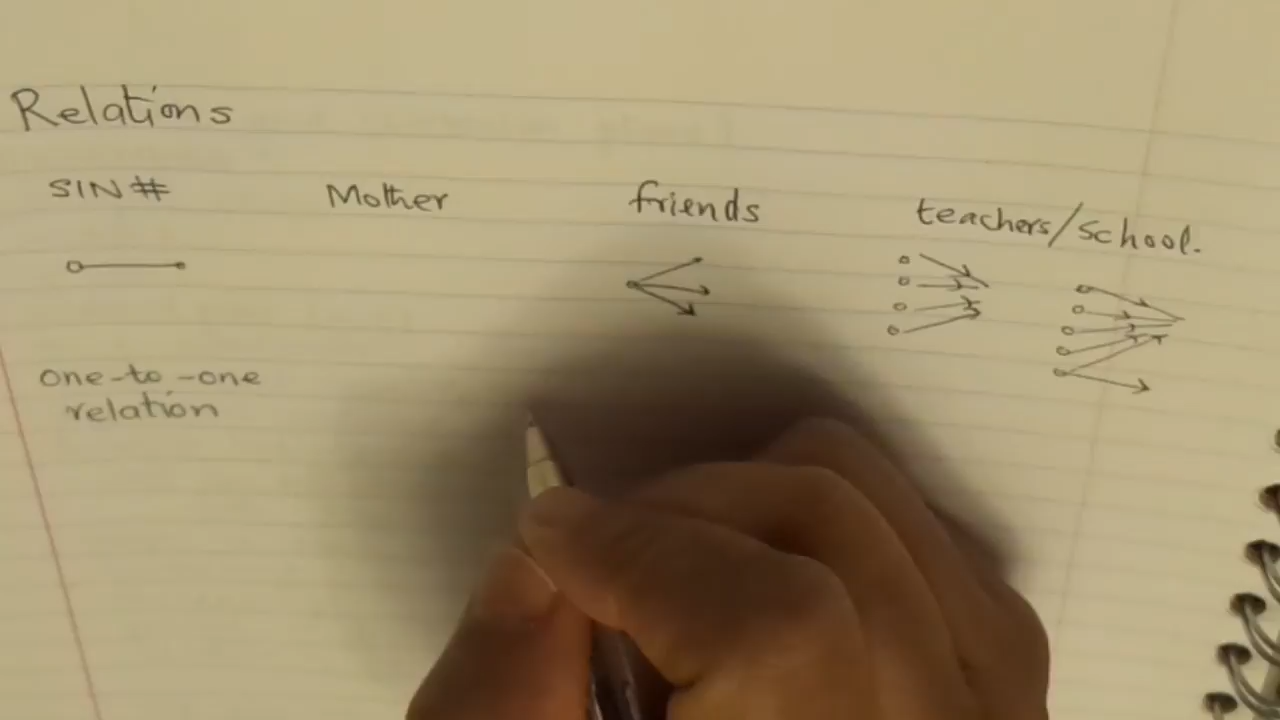 Relations
SIN # Mother friends teachers/school.
one-to-one
relation